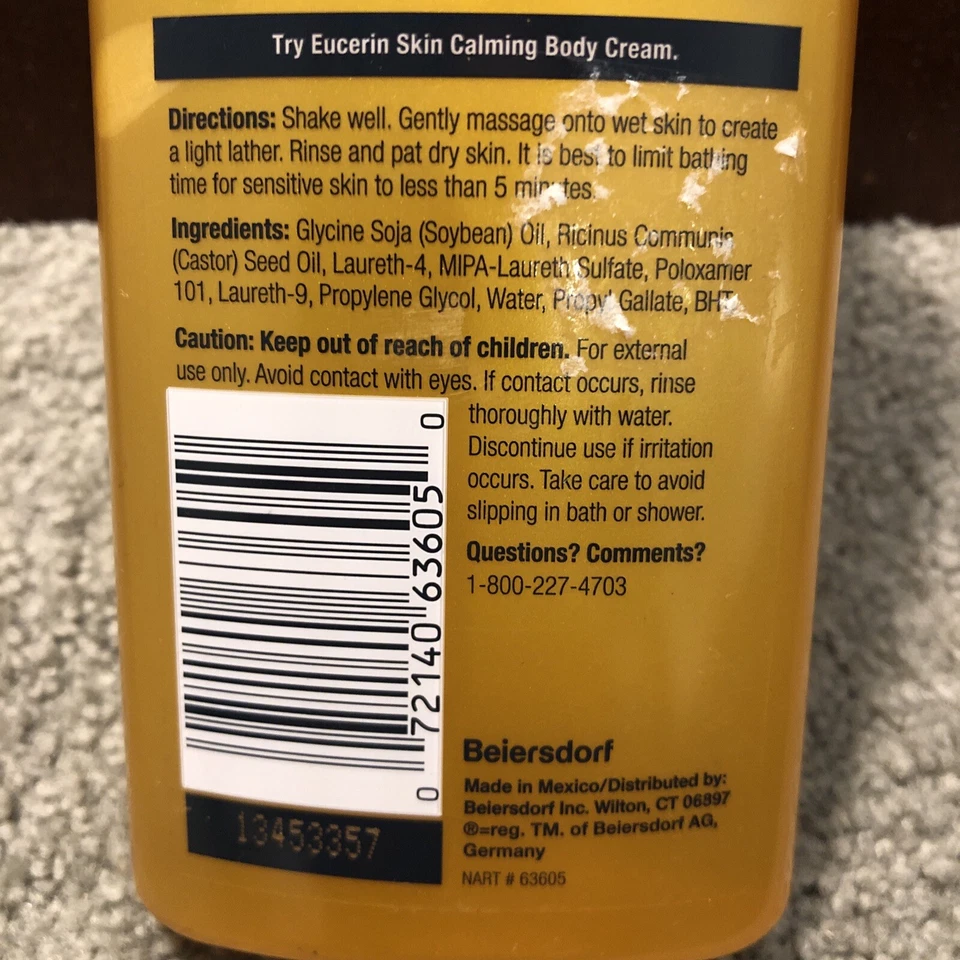 Try Eucerin Skin Calming Body Cream.
Directions: Shake well. Gently massage onto wet skin to create
a light lather. Rinse and pat dry skin. It is best to limit bathing
time for sensitive skin to less than 5 minutes.
Ingredients: Glycine Soja (Soybean) Oil, Ricinus Communis
(Castor) Seed Oil, Laureth-4, MIPA-Laureth Sulfate, Poloxamer
101, Laureth-9, Propylene Glycol, Water, Propyl Gallate, BHT
Caution: Keep out of reach of children. For external
use only. Avoid contact with eyes. If contact occurs, rinse
thoroughly with water.
Discontinue use if irritation
occurs. Take care to avoid
slipping in bath or shower.
Questions? Comments?
1-800-227-4703
0 72140 63605 0
13453357
Beiersdorf
Made in Mexico/Distributed by:
Beiersdorf Inc. Wilton, CT 06897
®=reg. TM. of Beiersdorf AG,
Germany
NART # 63605